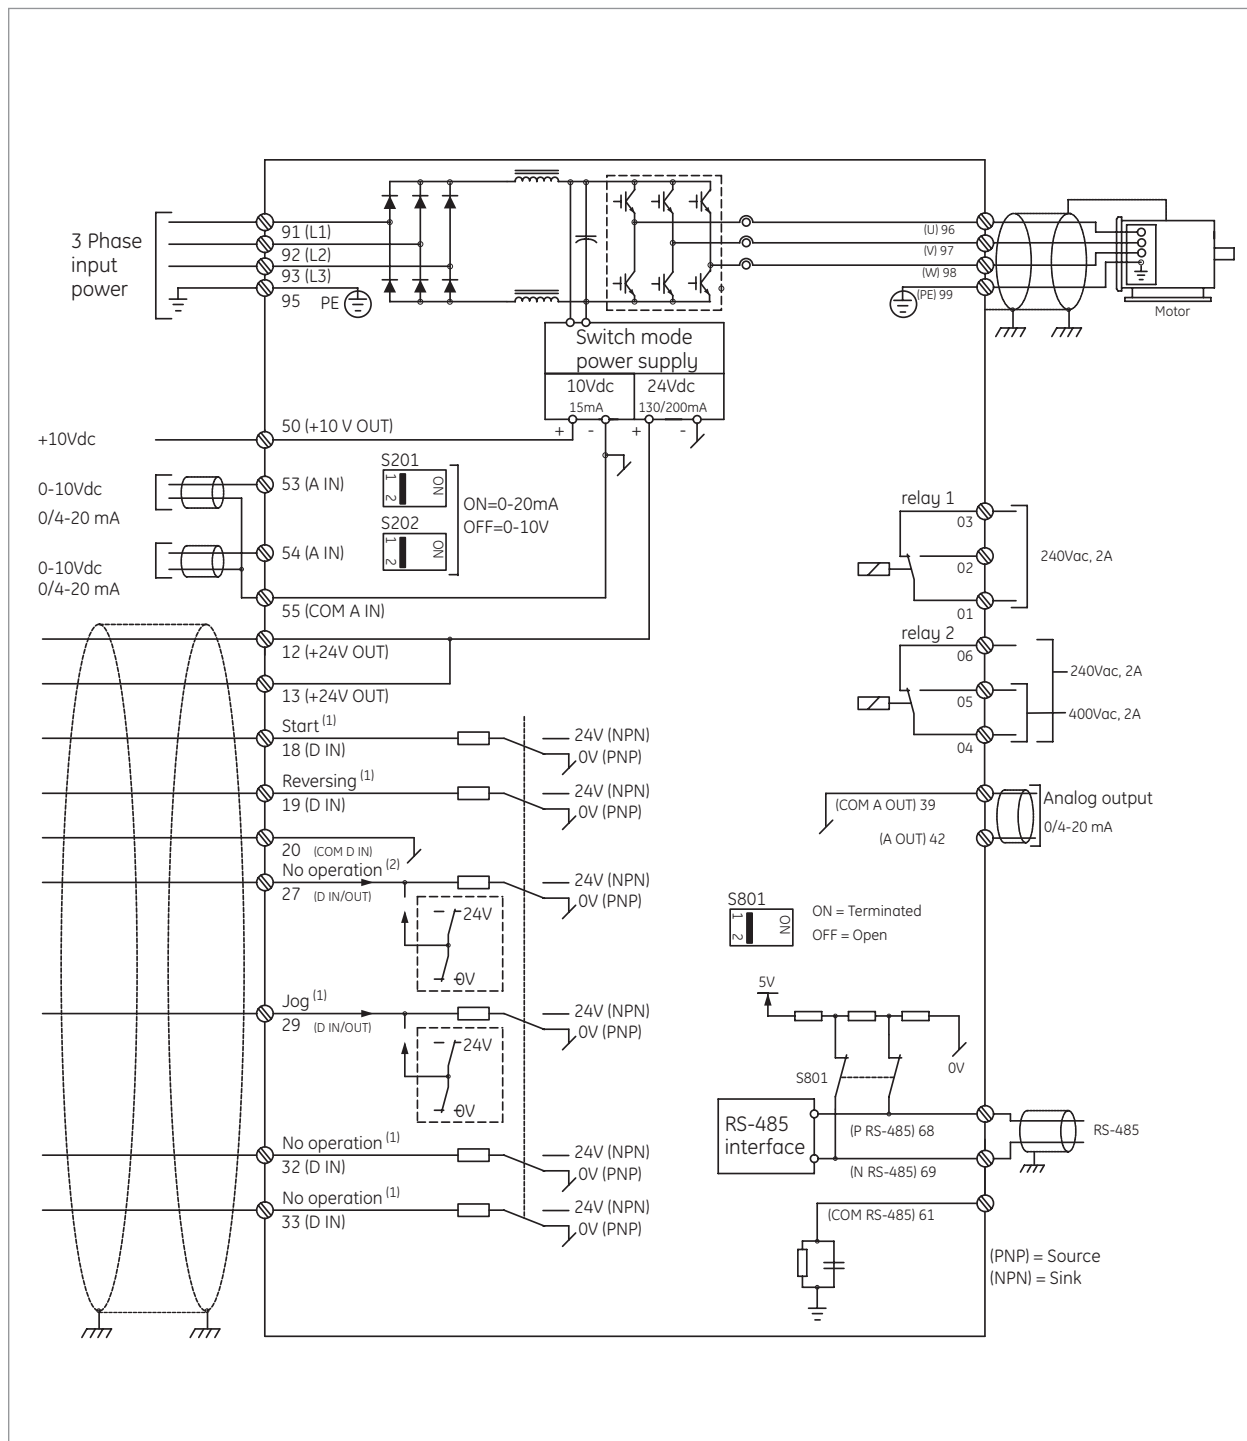 3 Phase
input
power
91 (L1)
92 (L2)
93 (L3)
95 PE
(U) 96
(V) 97
(W) 98
(PE) 99
Motor
Switch mode
power supply
10Vdc
15mA
24Vdc
130/200mA
+ - + -
+10Vdc
50 (+10 V OUT)
0-10Vdc
0/4-20 mA
53 (A IN)
S201
1 2 ON
ON=0-20mA
OFF=0-10V
S202
1 2 ON
0-10Vdc
0/4-20 mA
54 (A IN)
55 (COM A IN)
12 (+24V OUT)
13 (+24V OUT)
Start (1)
18 (D IN)
24V (NPN)
0V (PNP)
Reversing (1)
19 (D IN)
24V (NPN)
0V (PNP)
20 (COM D IN)
No operation (2)
27 (D IN/OUT)
24V (NPN)
0V (PNP)
24V
0V
Jog (1)
29 (D IN/OUT)
24V (NPN)
0V (PNP)
24V
0V
No operation (1)
32 (D IN)
24V (NPN)
0V (PNP)
No operation (1)
33 (D IN)
24V (NPN)
0V (PNP)
relay 1
03
02
01
240Vac, 2A
relay 2
06
05
04
240Vac, 2A
400Vac, 2A
(COM A OUT) 39
(A OUT) 42
Analog output
0/4-20 mA
S801
1 2 ON
ON = Terminated
OFF = Open
5V
0V
S801
RS-485
interface
(P RS-485) 68
(N RS-485) 69
RS-485
(COM RS-485) 61
(PNP) = Source
(NPN) = Sink